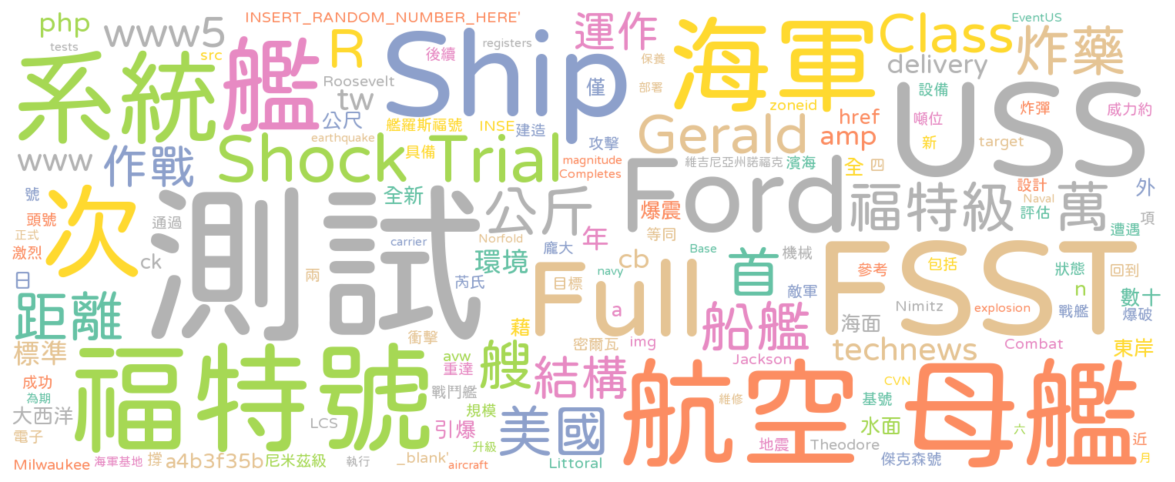 INSERT_RANDOM_NUMBER_HERE'
EventUS
php
www5
R
Ship
運作
海軍
Class
炸藥
tests
系統
艦
src
後續
registers
保養
delivery
Roosevelt
tw
僅
部署
設備
USS
炸彈
威力約
公尺
艦羅斯福號
INSE
建造
zoneid
href
噸位
earthquake
Gerald
amp
新
target
www
作戰
Shock Trial
具備
攻擊
magnitude
Completes
維吉尼亞州諾福克
濱海
全
四
號
次
測試
全新
公斤
Ford
福特級
設計
Naval
萬
外
頭號
通過
爆震
評估
項
正式
激烈
ck
carrier
Norfold
年
等同
遭遇
日
兩
芮氏
龐大
環境
cb
Base
首
機械
FSST
包括
狀態
回到
距離
Full
目標
navy
敵軍
參考
n
數十
a
Nimitz
explosion
戰艦
爆破
標準
衝擊
藉
密爾瓦
img
船艦
海面
Combat
東岸
福特號
avw
重達
艘
結構
Jackson
technews
成功
為期
戰鬥艦
航空母艦
CVN
大西洋
LCS
規模
美國
維修
基號
電子
引爆
水面
六
升級
地震
Theodore
近
Milwaukee
海軍基地
撐
a4b3f35b
尼米茲級
執行
_blank'
aircraft
Littoral
傑克森號
月